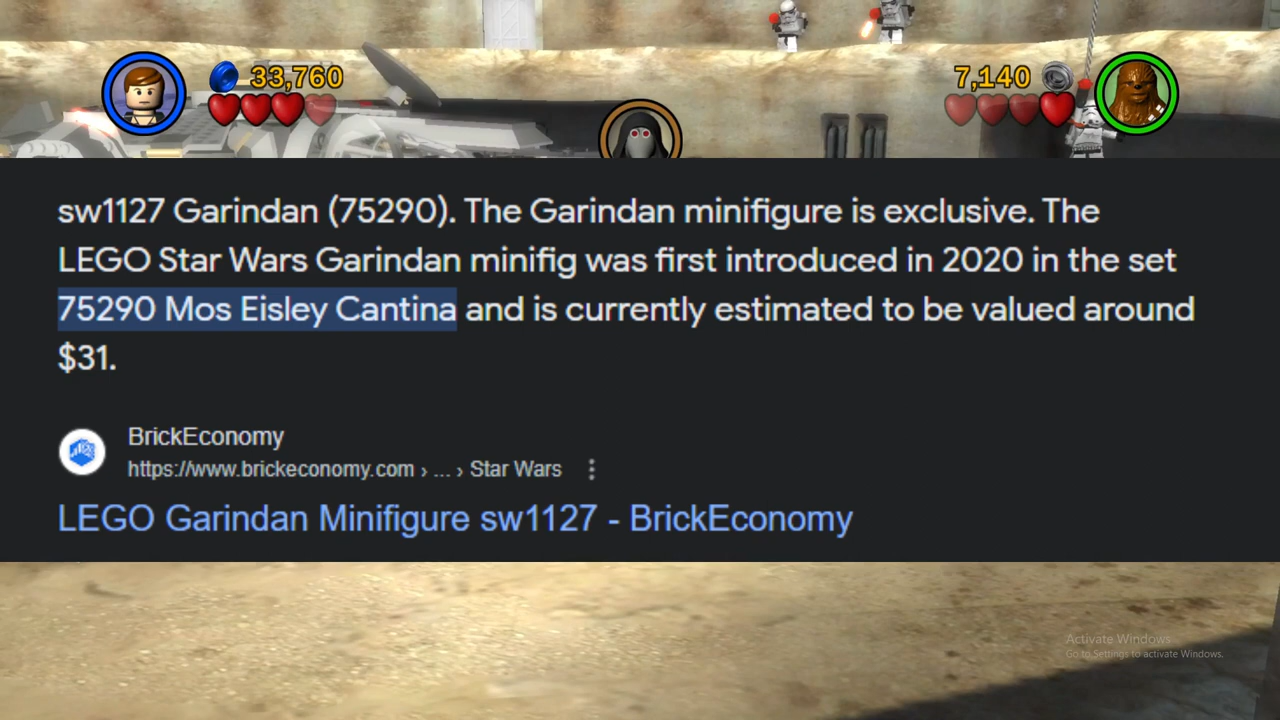 33,760
7,140
sw1127 Garindan (75290). The Garindan minifigure is exclusive. The
LEGO Star Wars Garindan minifig was first introduced in 2020 in the set
75290 Mos Eisley Cantina and is currently estimated to be valued around
$31.
BrickEconomy
https://www.brickeconomy.com › ... › Star Wars
LEGO Garindan Minifigure sw1127 - BrickEconomy
Activate Windows
Go to Settings to activate Windows.